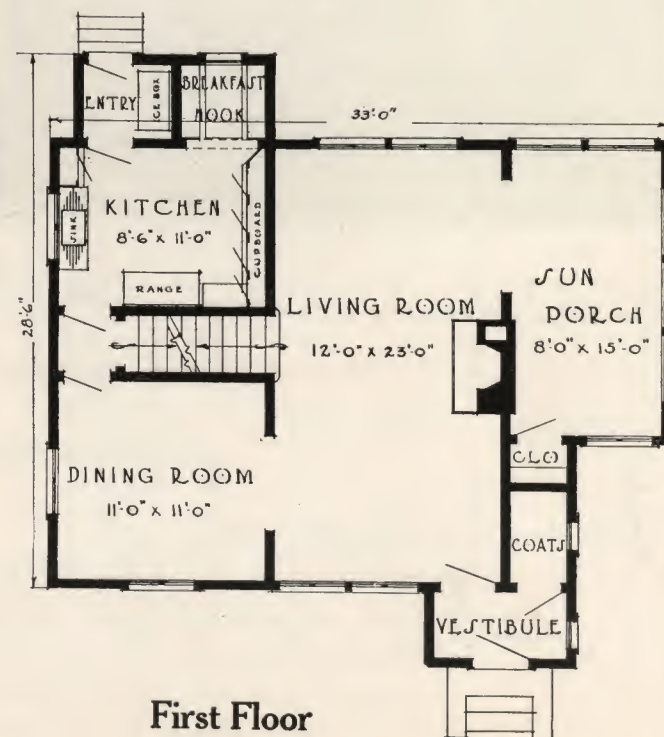 BREAKFAST
NOOK
ENTRY
ICE BOX
33'-0"
KITCHEN
8'-6" x 11'-0"
SINK
CUPBOARD
RANGE
28'-6"
LIVING ROOM
12'-0" x 23'-0"
SUN
PORCH
8'-0" x 15'-0"
CLO
DINING ROOM
11'-0" x 11'-0"
COATS
VESTIBULE
First Floor